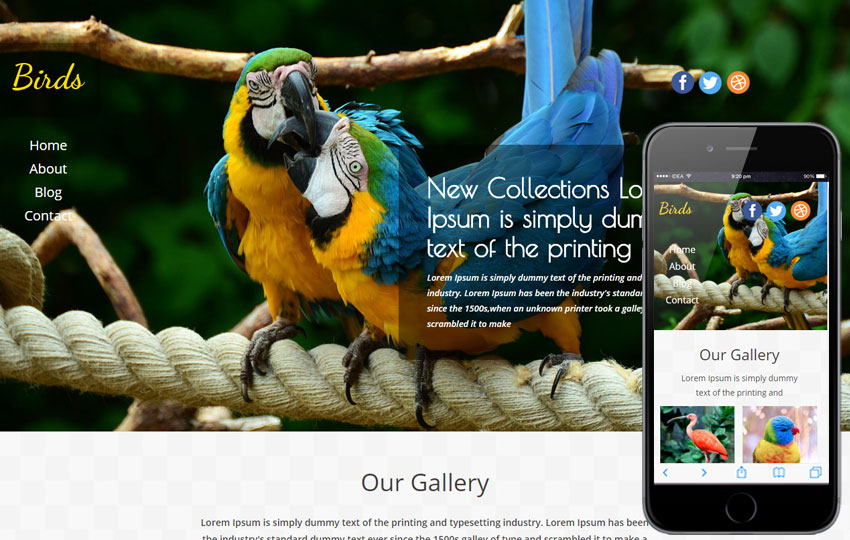 Birds
Home
About
Blog
Contact
New Collections Lo
Ipsum is simply dum
text of the printing
Lorem Ipsum is simply dummy text of the printing and
industry. Lorem Ipsum has been the industry's standar
since the 1500s,when an unknown printer took a galley
scrambled it to make
Our Gallery
Lorem Ipsum is simply dummy text of the printing and typesetting industry. Lorem Ipsum has been
the industry's standard dummy text ever since the 1500s galley of type and scrambled it to make a
IDEA
9:20 pm
90%
Birds
Home
About
Blog
Contact
Our Gallery
Lorem Ipsum is simply dummy
text of the printing and